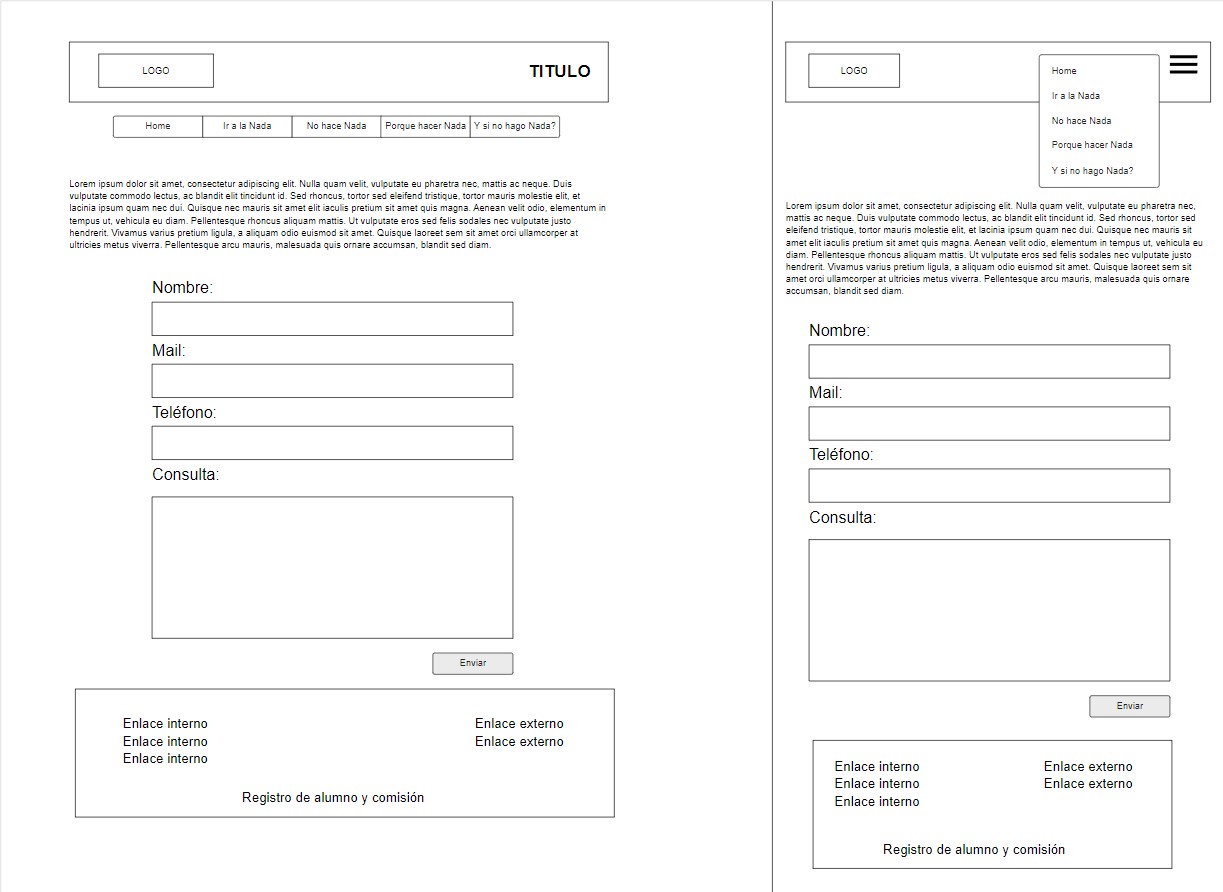 LOGO
TITULO
Home
Ir a la Nada
No hace Nada
Porque hacer Nada
Y si no hago Nada?
Lorem ipsum dolor sit amet, consectetur adipiscing elit. Nulla quam velit, vulputate eu pharetra nec, mattis ac neque. Duis
vulputate commodo lectus, ac blandit elit tincidunt id. Sed rhoncus, tortor sed eleifend tristique, tortor mauris molestie elit, et
lacinia ipsum quam nec dui. Quisque nec mauris sit amet elit iaculis pretium sit amet quis magna. Aenean velit odio, elementum in
tempus ut, vehicula eu diam. Pellentesque rhoncus aliquam mattis. Ut vulputate eros sed felis sodales nec vulputate justo
hendrerit. Vivamus varius pretium ligula, a aliquam odio euismod sit amet. Quisque laoreet sem sit amet orci ullamcorper at
ultricies metus viverra. Pellentesque arcu mauris, malesuada quis ornare accumsan, blandit sed diam.
Nombre:
Mail:
Teléfono:
Consulta:
Enviar
Enlace interno
Enlace interno
Enlace interno
Enlace externo
Enlace externo
Registro de alumno y comisión
LOGO
Home
Ir a la Nada
No hace Nada
Porque hacer Nada
Y si no hago Nada?
Lorem ipsum dolor sit amet, consectetur adipiscing elit. Nulla quam velit, vulputate eu pharetra nec,
mattis ac neque. Duis vulputate commodo lectus, ac blandit elit tincidunt id. Sed rhoncus, tortor sed
eleifend tristique, tortor mauris molestie elit, et lacinia ipsum quam nec dui. Quisque nec mauris sit
amet elit iaculis pretium sit amet quis magna. Aenean velit odio, elementum in tempus ut, vehicula eu
diam. Pellentesque rhoncus aliquam mattis. Ut vulputate eros sed felis sodales nec vulputate justo
hendrerit. Vivamus varius pretium ligula, a aliquam odio euismod sit amet. Quisque laoreet sem sit
amet orci ullamcorper at ultricies metus viverra. Pellentesque arcu mauris, malesuada quis ornare
accumsan, blandit sed diam.
Nombre:
Mail:
Teléfono:
Consulta:
Enviar
Enlace interno
Enlace interno
Enlace interno
Enlace externo
Enlace externo
Registro de alumno y comisión